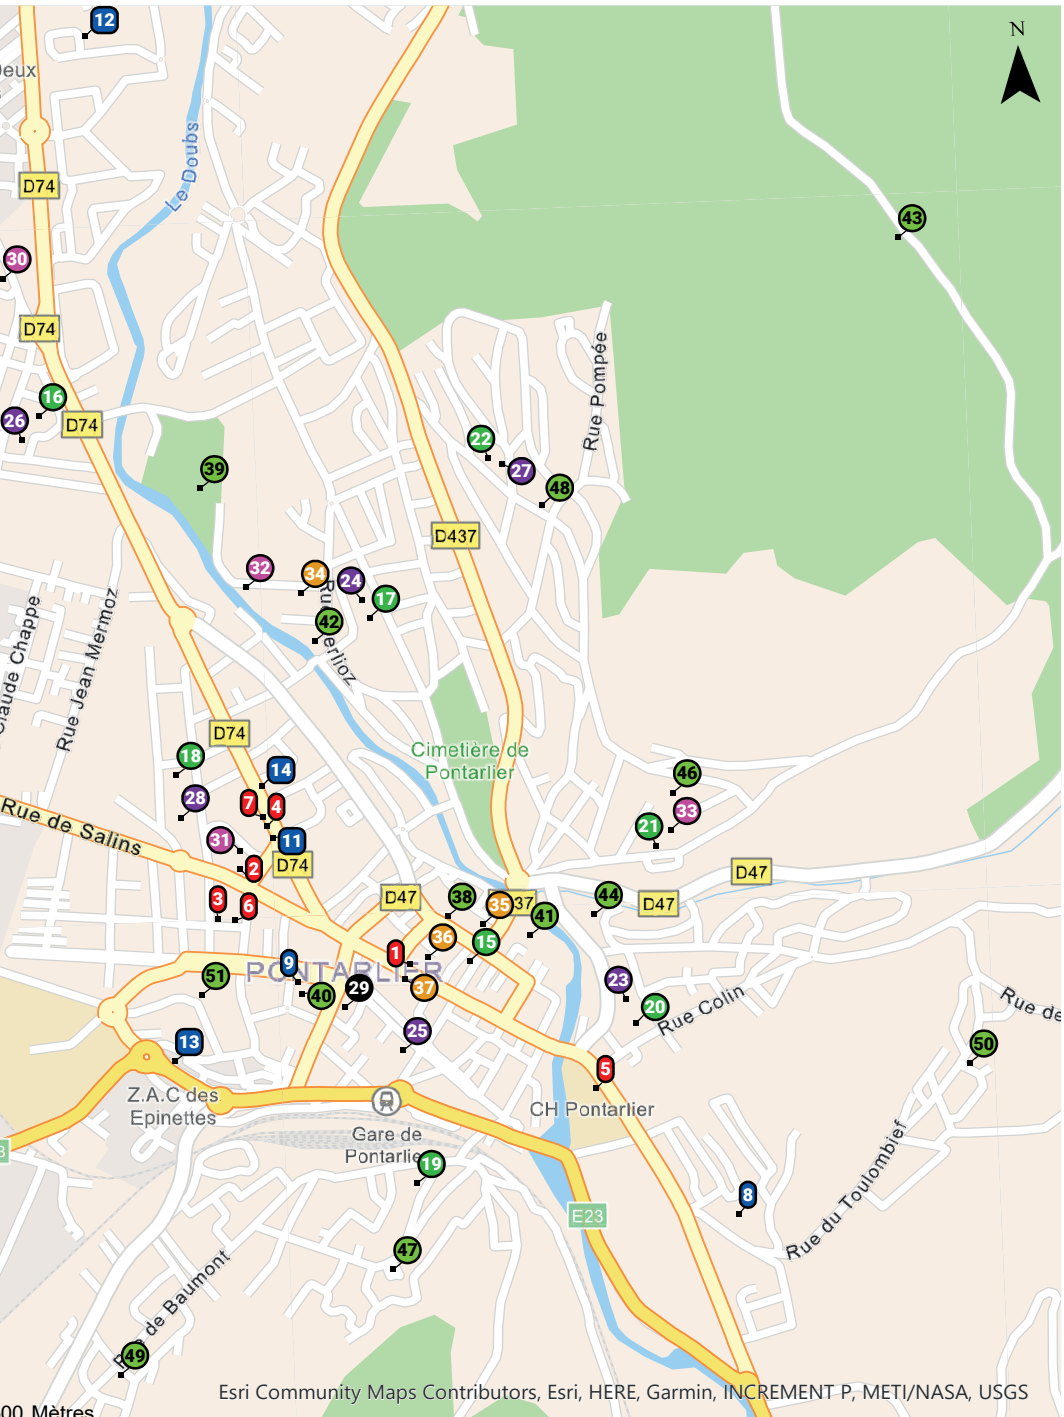 12
N
Deux
Le Doubs
D74
43
30
D74
16
26
D74
Rue Pompée
22
27
39
48
D437
32
34
24
17
42
Rue Berlioz
Claude Chappe
Rue Jean Mermoz
D74
18
14
Cimetière de
Pontarlier
28
7
4
46
33
21
Rue de Salins
31
11
2
D74
D47
3
6
D47
38
35
37
44
D47
41
36
15
1
PONTARLIER
51
9
40
29
37
23
20
Rue Colin
Rue de
25
13
50
5
Z.A.C des
Epinettes
CH Pontarlier
Gare de
Pontarlie
19
8
E23
Rue du Toulombief
47
Rue de Baumont
49
Esri Community Maps Contributors, Esri, HERE, Garmin, INCREMENT P, METI/NASA, USGS
00 Mètres